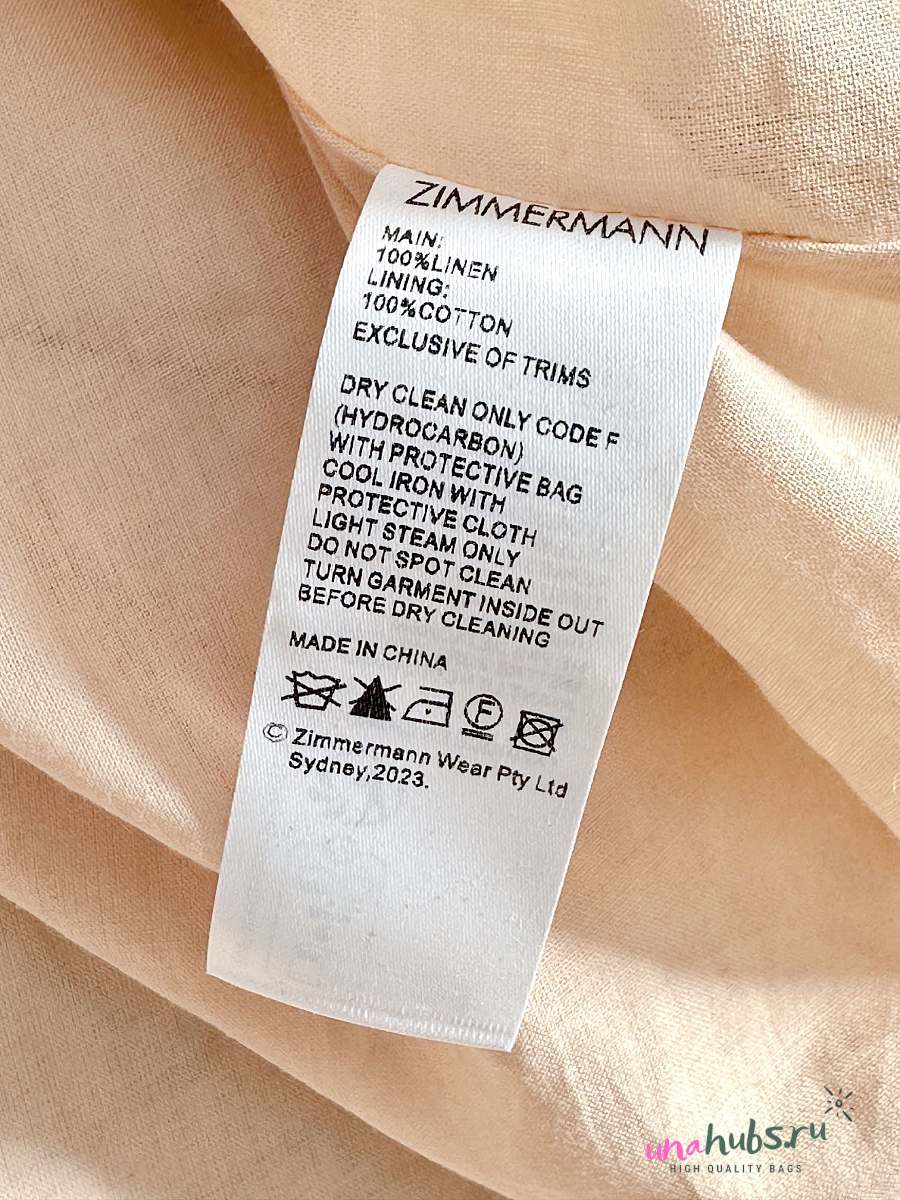 ZIMMERMANN
MAIN:
100%LINEN
LINING:
100%COTTON
EXCLUSIVE OF TRIMS
DRY CLEAN ONLY CODE F
(HYDROCARBON)
WITH PROTECTIVE BAG
COOL IRON WITH
PROTECTIVE CLOTH
LIGHT STEAM ONLY
DO NOT SPOT CLEAN
TURN GARMENT INSIDE OUT
BEFORE DRY CLEANING
MADE IN CHINA
F
© Zimmermann Wear Pty Ltd
Sydney,2023.
unahubs.ru
HIGH QUALITY BAGS